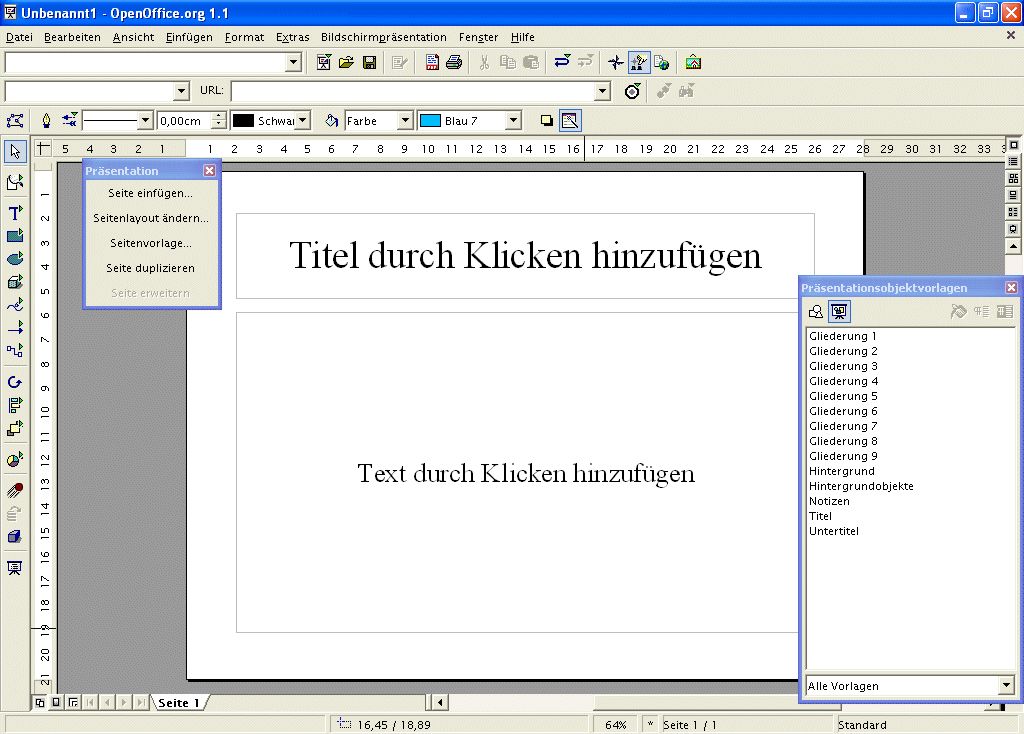 Unbenannt1 - OpenOffice.org 1.1
Datei Bearbeiten Ansicht Einfügen Format Extras Bildschirmpräsentation Fenster Hilfe
URL:
0,00cm Schwa Farbe Blau 7
5 4 3 2 1 1 2 3 4 5 6 7 8 9 10 11 12 13 14 15 16 17 18 19 20 21 22 23 24 25 26 27 28 29 30 31 32 33
Präsentation
Seite einfügen...
Seitenlayout ändern...
Seitenvorlage...
Seite duplizieren
Seite erweitern
1 2 3 4 5 6 7 8 9 10 11 12 13 14 15 16 17 18 19 20 21
Titel durch Klicken hinzufügen
Text durch Klicken hinzufügen
Präsentationsobjektvorlagen
Gliederung 1
Gliederung 2
Gliederung 3
Gliederung 4
Gliederung 5
Gliederung 6
Gliederung 7
Gliederung 8
Gliederung 9
Hintergrund
Hintergrundobjekte
Notizen
Titel
Untertitel
Alle Vorlagen
Seite 1
16,45 / 18,89 64% * Seite 1 / 1 Standard